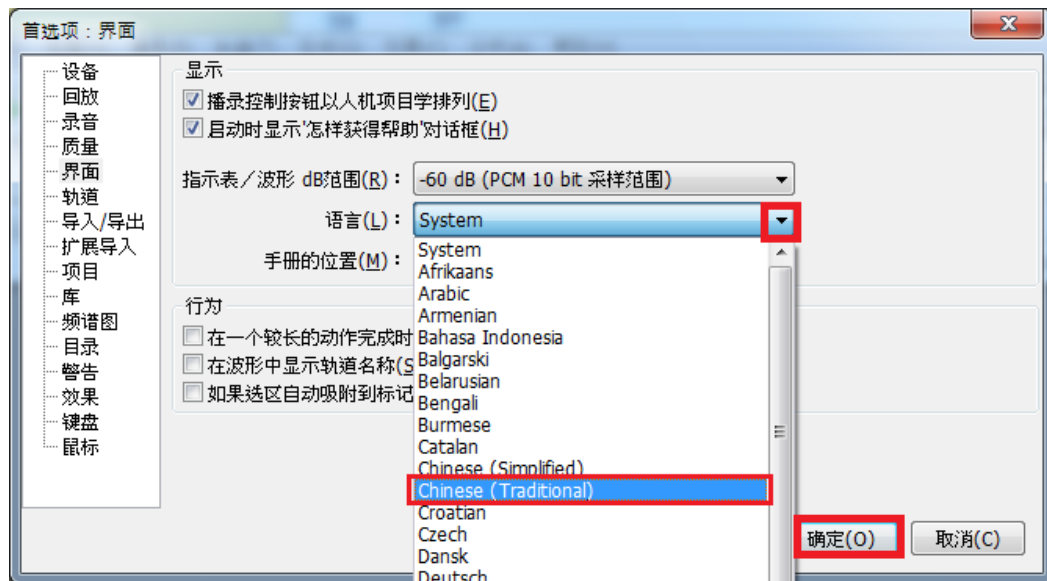 首选项：界面
设备
回放
录音
质量
界面
轨道
导入/导出
扩展导入
项目
库
频谱图
目录
警告
效果
键盘
鼠标
显示
播录控制按钮以人机项目学排列(E)
启动时显示'怎样获得帮助'对话框(H)
指示表／波形 dB范围(R)： -60 dB (PCM 10 bit 采样范围)
语言(L)： System
手册的位置(M)：
System
Afrikaans
Arabic
Armenian
Bahasa Indonesia
Balgarski
Belarusian
Bengali
Burmese
Catalan
Chinese (Simplified)
Chinese (Traditional)
Croatian
Czech
Dansk
Deutsch
行为
在一个较长的动作完成时
在波形中显示轨道名称(S
如果选区自动吸附到标记
确定(O)
取消(C)